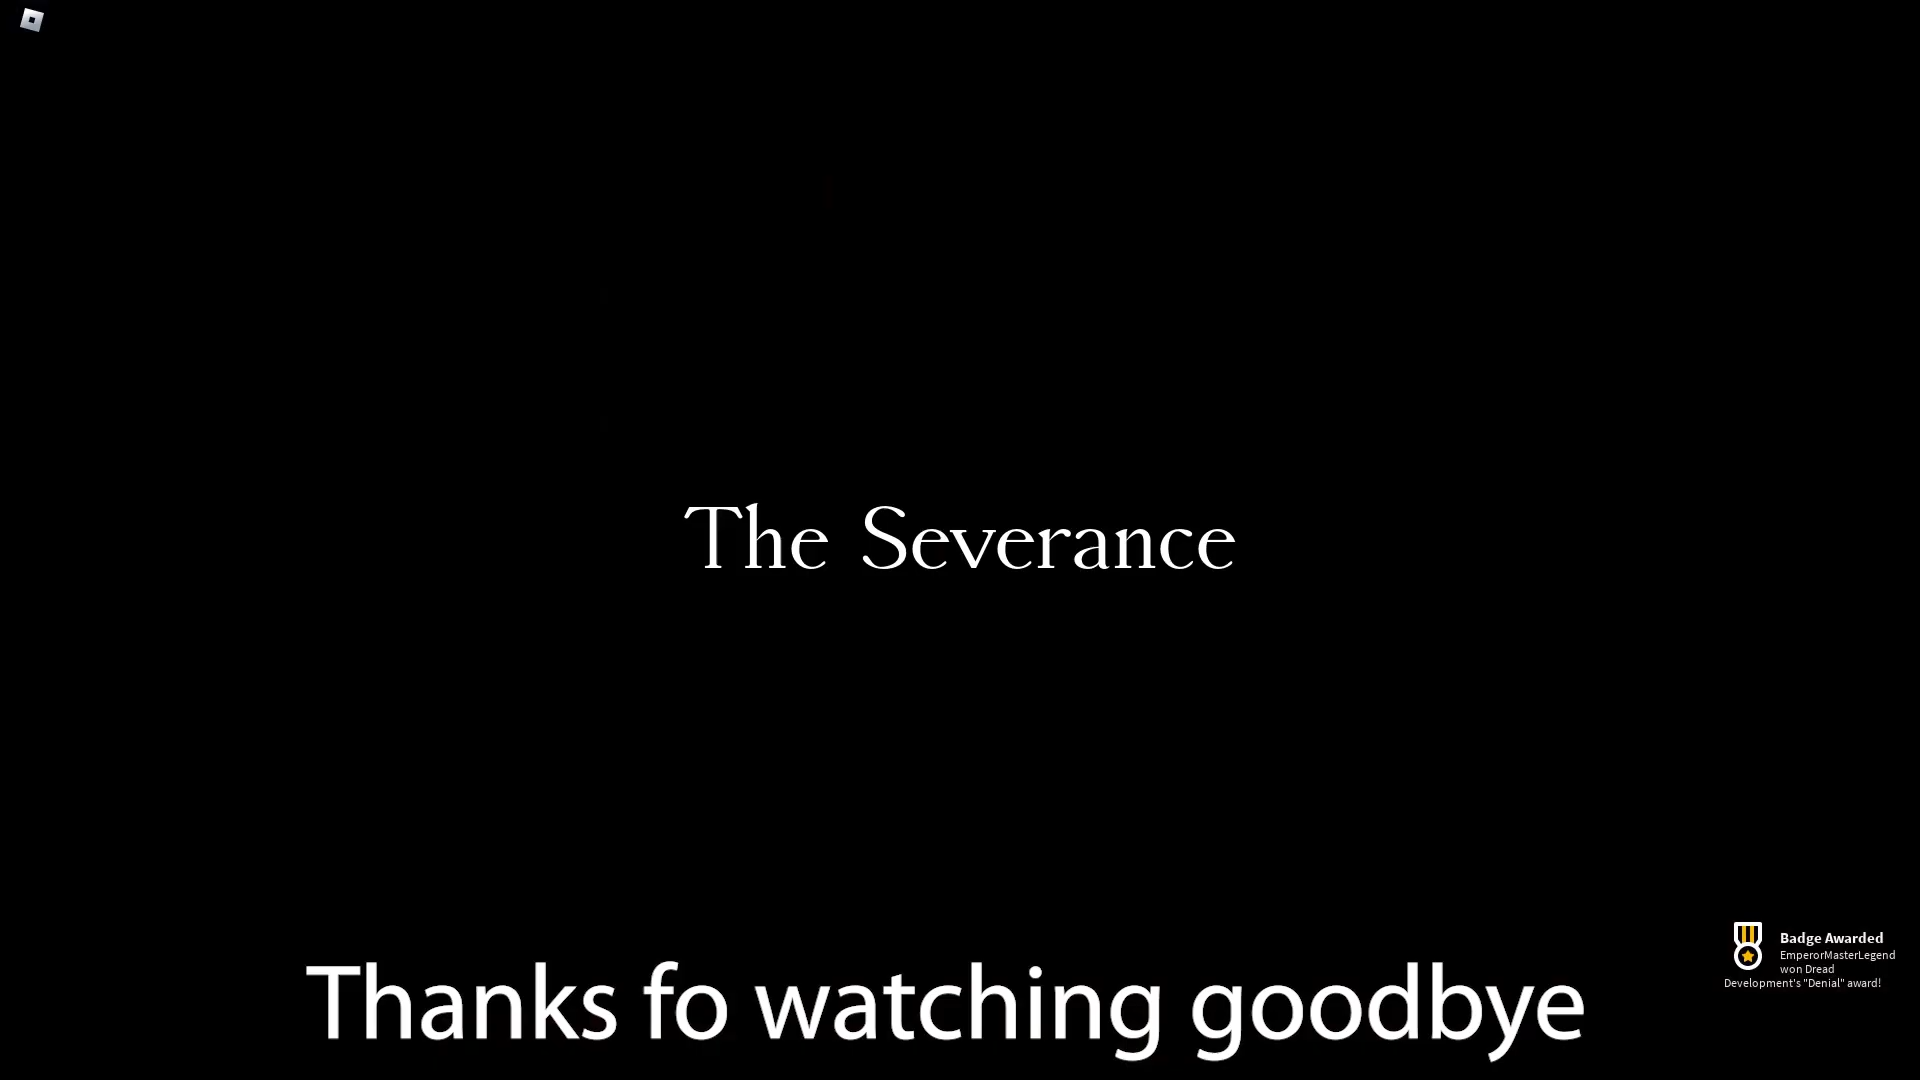 The Severance
Badge Awarded
EmperorMasterLegend
won Dread
Development's "Denial" award!
Thanks fo watching goodbye